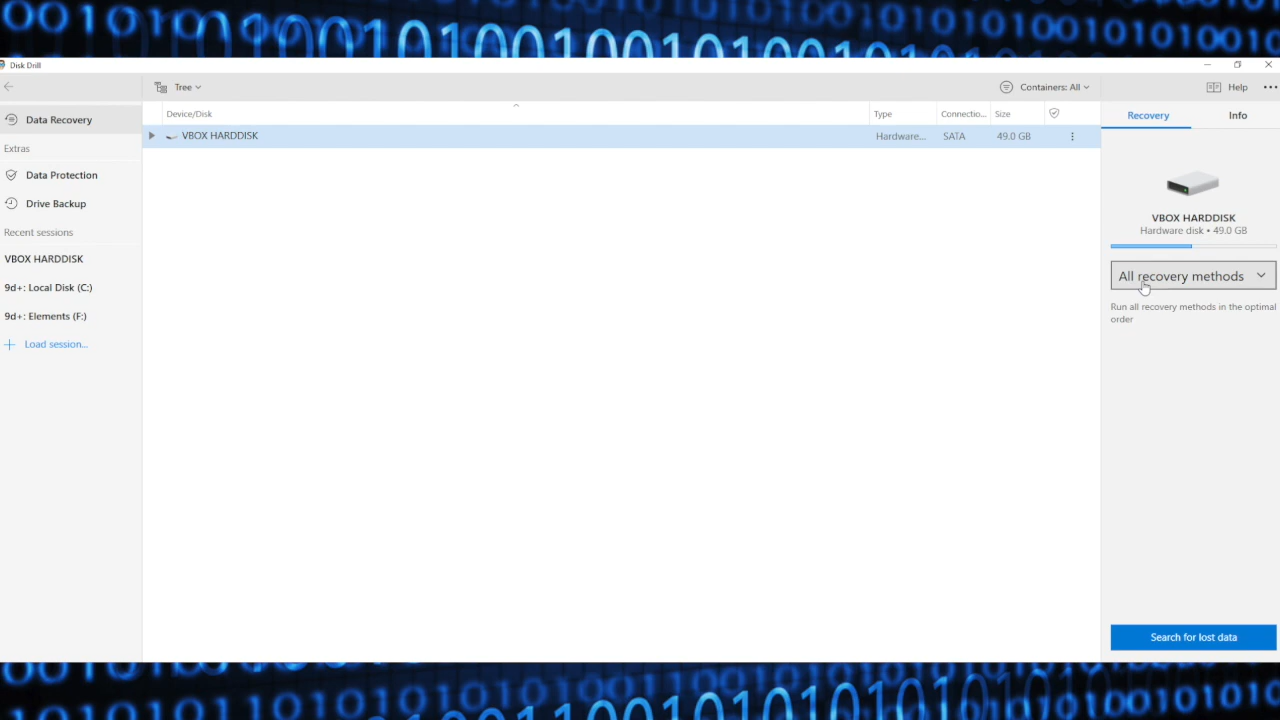 Disk Drill
Tree
Containers: All
Help
Data Recovery
Extras
Data Protection
Drive Backup
Recent sessions
VBOX HARDDISK
9d+: Local Disk (C:)
9d+: Elements (F:)
Load session...
Device/Disk Type Connectio... Size
VBOX HARDDISK Hardware... SATA 49.0 GB
Recovery Info
VBOX HARDDISK
Hardware disk • 49.0 GB
All recovery methods
Run all recovery methods in the optimal
order
Search for lost data